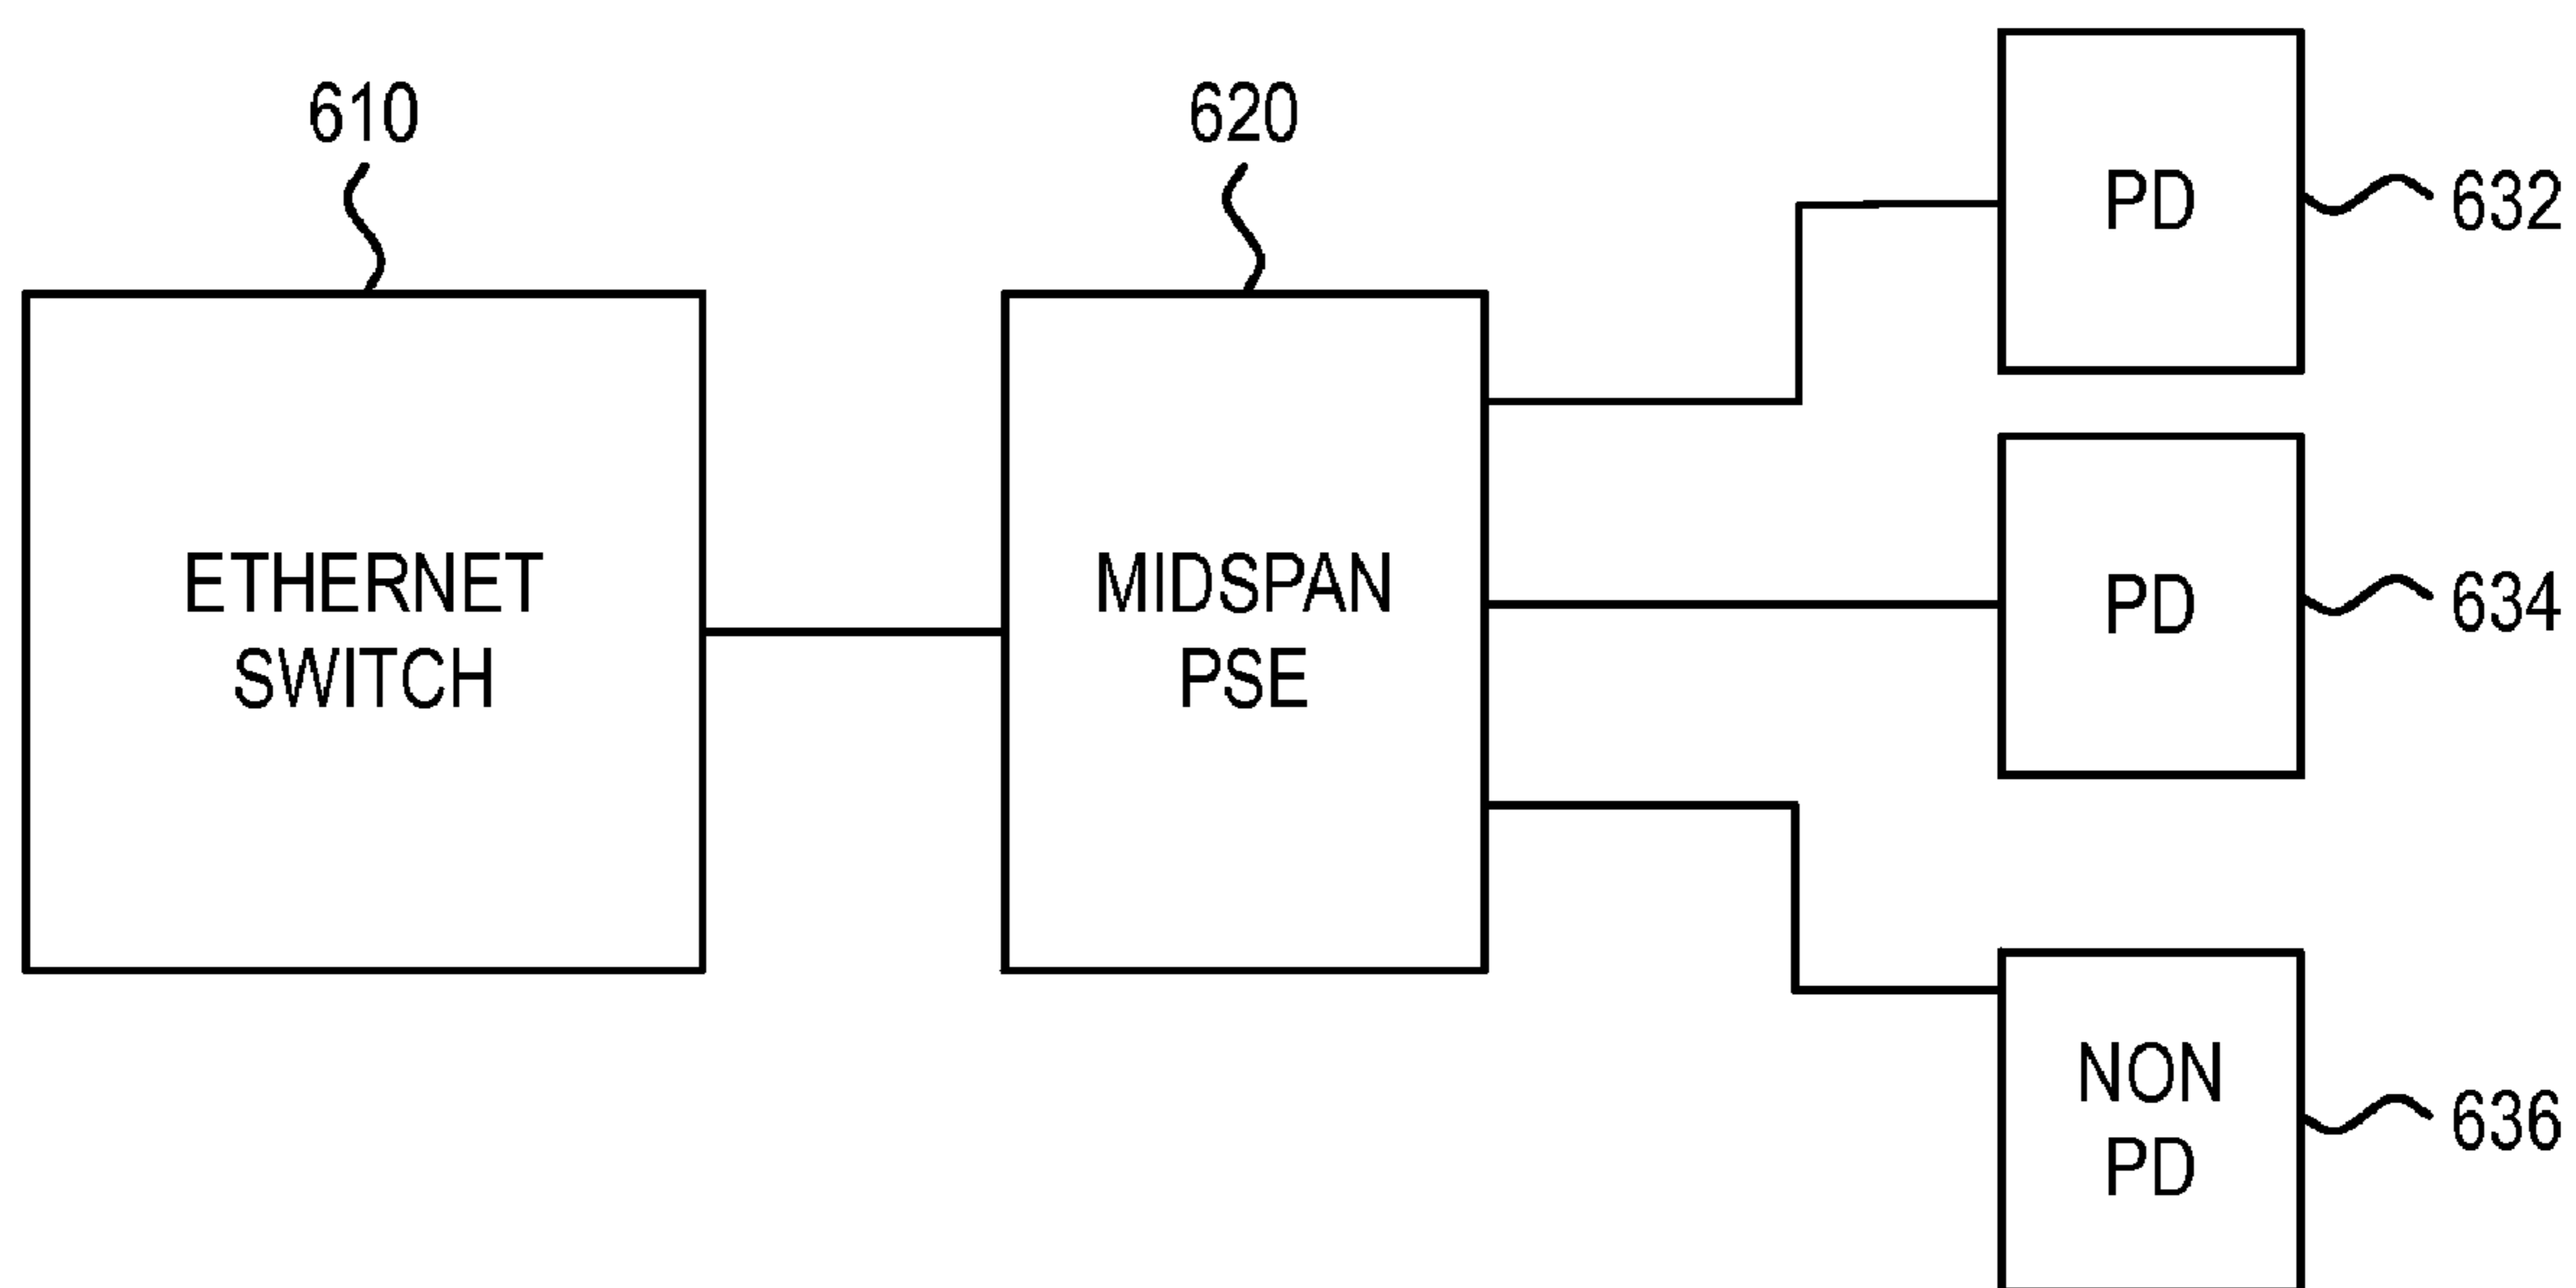 610
620
PD
632
ETHERNET
SWITCH
MIDSPAN
PSE
PD
634
NON
PD
636